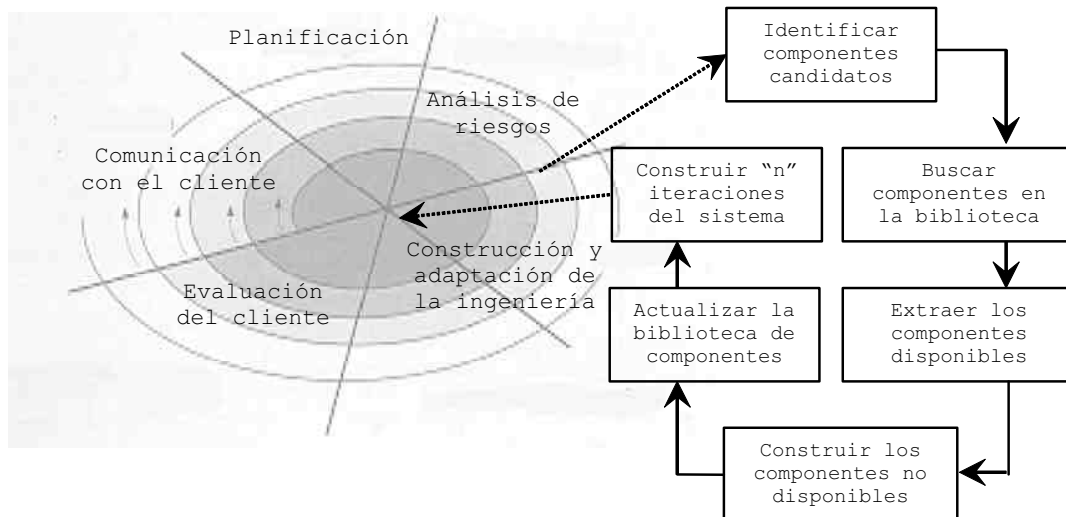 Planificación
Análisis de
riesgos
Comunicación
con el cliente
Construcción y
adaptación de
la ingeniería
Evaluación
del cliente
Identificar
componentes
candidatos
Buscar
componentes en
la biblioteca
Extraer los
componentes
disponibles
Construir los
componentes no
disponibles
Actualizar la
biblioteca de
componentes
Construir “n”
iteraciones
del sistema